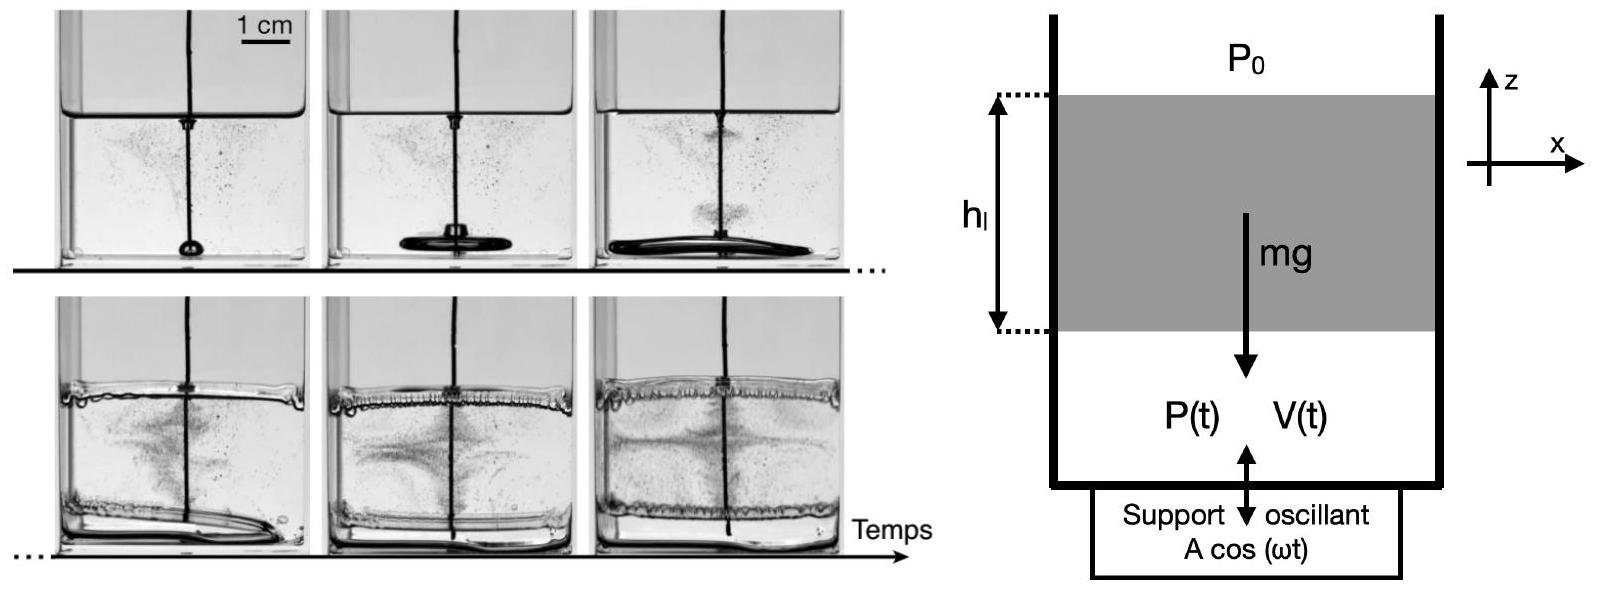 1 cm
Temps
P₀
z
x
hₗ
mg
P(t) V(t)
Support oscillant
A cos (ωt)